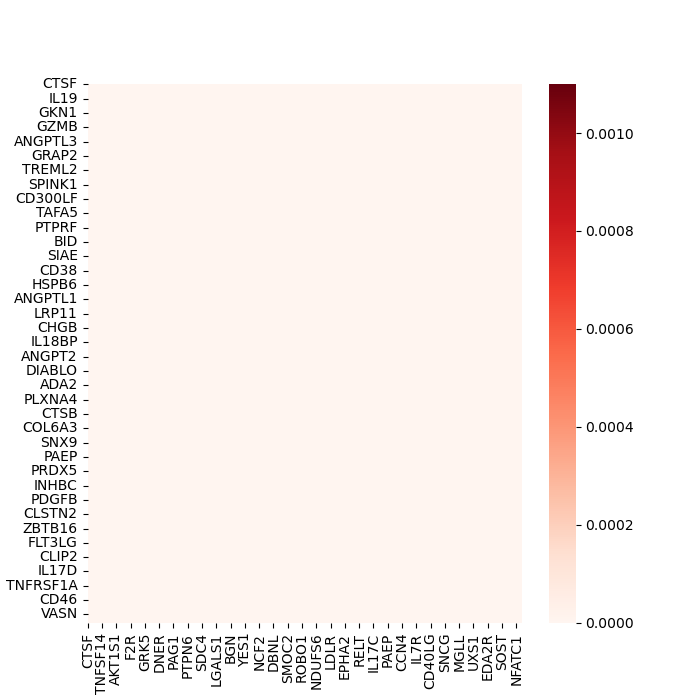 CTSF
IL19
GKN1
GZMB
ANGPTL3
GRAP2
TREML2
SPINK1
CD300LF
TAFA5
PTPRF
BID
SIAE
CD38
HSPB6
ANGPTL1
LRP11
CHGB
IL18BP
ANGPT2
DIABLO
ADA2
PLXNA4
CTSB
COL6A3
SNX9
PAEP
PRDX5
INHBC
PDGFB
CLSTN2
ZBTB16
FLT3LG
CLIP2
IL17D
TNFRSF1A
CD46
VASN
CTSF
TNFSF14
AKT1S1
F2R
GRK5
DNER
PAG1
PTPN6
SDC4
LGALS1
BGN
YES1
NCF2
DBNL
SMOC2
ROBO1
NDUFS6
LDLR
EPHA2
RELT
IL17C
PAEP
CCN4
IL7R
CD40LG
SNCG
MGLL
UXS1
EDA2R
SOST
NFATC1
0.0010
0.0008
0.0006
0.0004
0.0002
0.0000